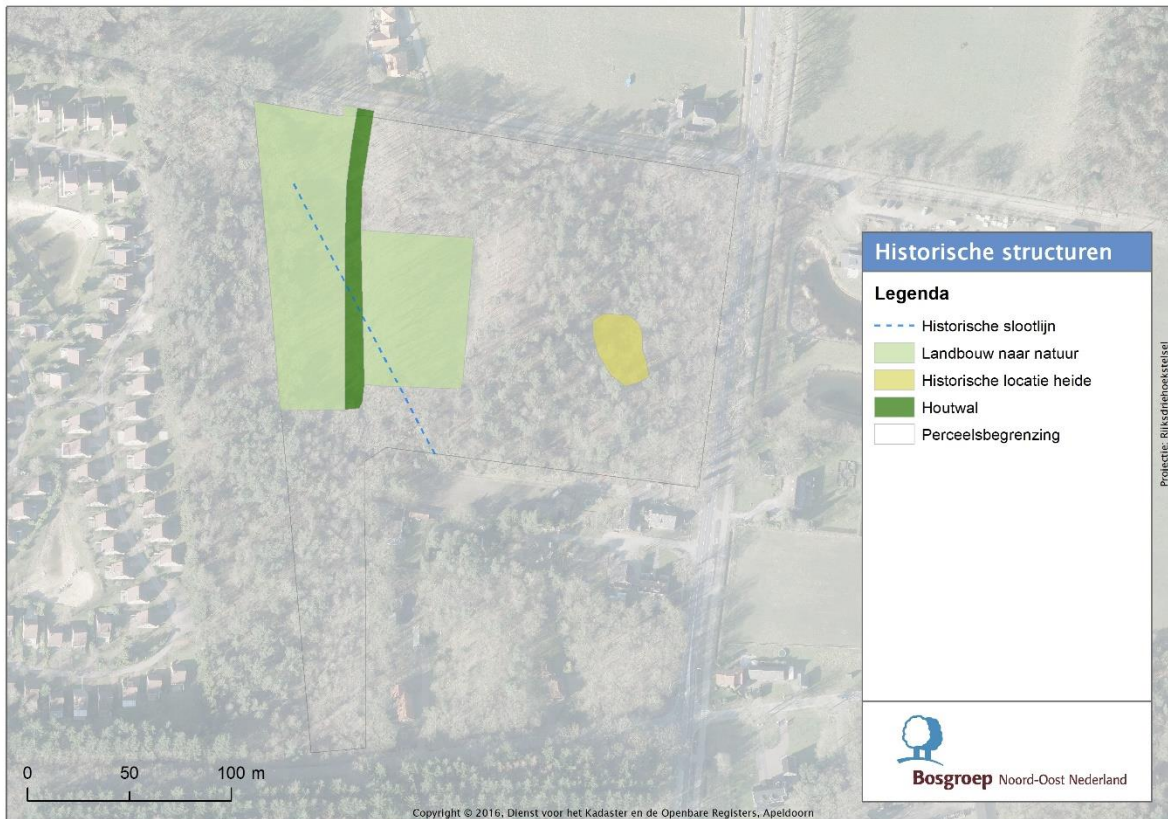 Historische structuren
Legenda
Historische slootlijn
Landbouw naar natuur
Historische locatie heide
Houtwal
Perceelsbegrenzing
Projectie: Rijksdriehoekstelsel
Bosgroep Noord-Oost Nederland
0 50 100 m
Copyright © 2016, Dienst voor het Kadaster en de Openbare Registers, Apeldoorn